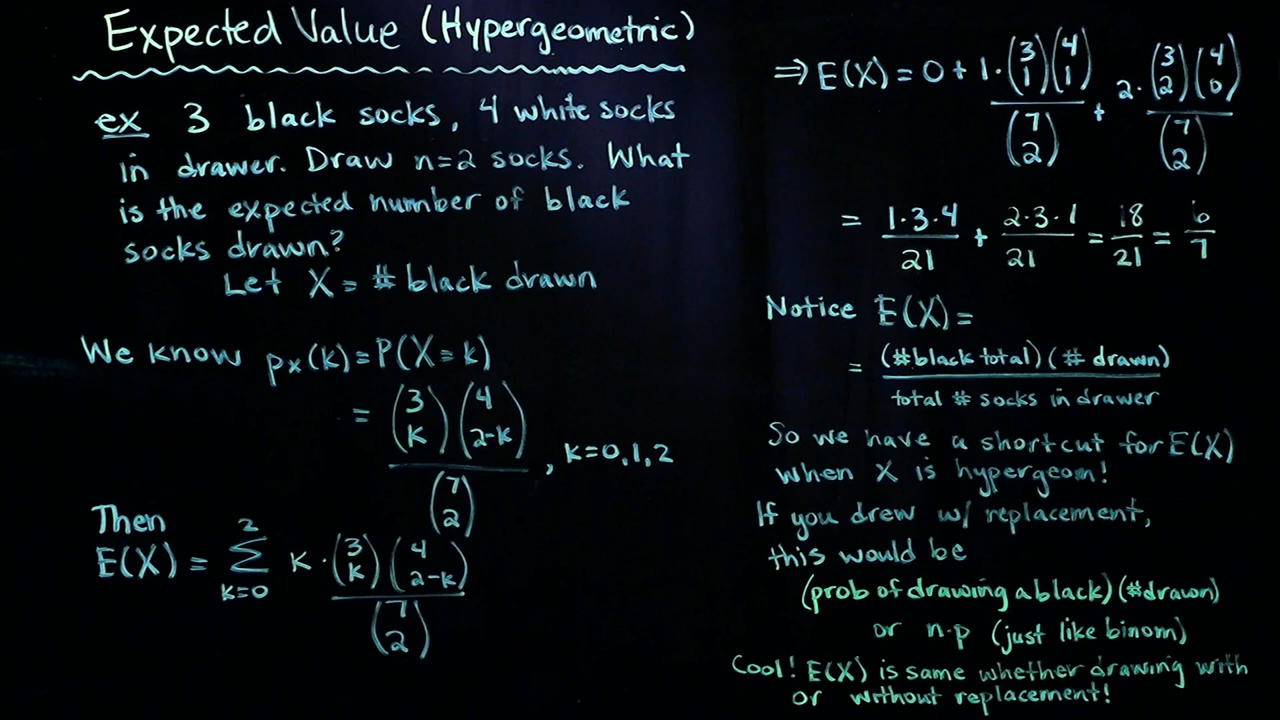 Expected Value (Hypergeometric)
ex 3 black socks, 4 white socks
in drawer. Draw n=2 socks. What
is the expected number of black
socks drawn?
Let X = # black drawn
We know pₓ(k) = P(X = k)
= (3 K)(4 2-K) / (7 2) , K=0,1,2
Then
E(X) = 2 Σ K=0 K · (3 K)(4 2-K) / (7 2)
⇒ E(X) = 0 + 1·(3 1)(4 1) / (7 2) + 2·(3 2)(4 0) / (7 2)
= 1·3·4 / 21 + 2·3·1 / 21 = 18 / 21 = 6 / 7
Notice E(X) =
= (#black total)(# drawn) / total # socks in drawer
So we have a shortcut for E(X)
when X is hypergeom!
If you drew w/ replacement,
this would be
(prob of drawing a black)(#drawn)
or n·p (just like binom)
Cool! E(X) is same whether drawing with
or without replacement!